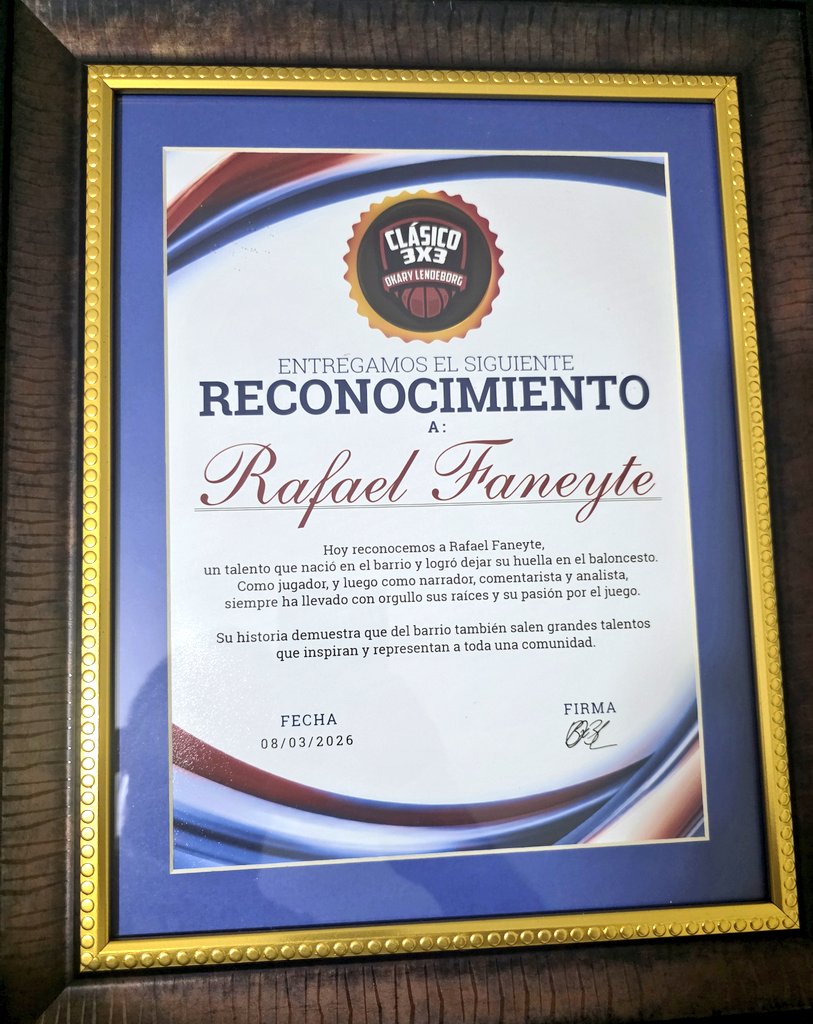 CLÁSICO
3X3
OKARY LENDEBORG
ENTREGAMOS EL SIGUIENTE
RECONOCIMIENTO
A:
Rafael Faneyte
Hoy reconocemos a Rafael Faneyte,
un talento que nació en el barrio y logró dejar su huella en el baloncesto.
Como jugador, y luego como narrador, comentarista y analista,
siempre ha llevado con orgullo sus raíces y su pasión por el juego.
Su historia demuestra que del barrio también salen grandes talentos
que inspiran y representan a toda una comunidad.
FECHA
08/03/2026
FIRMA